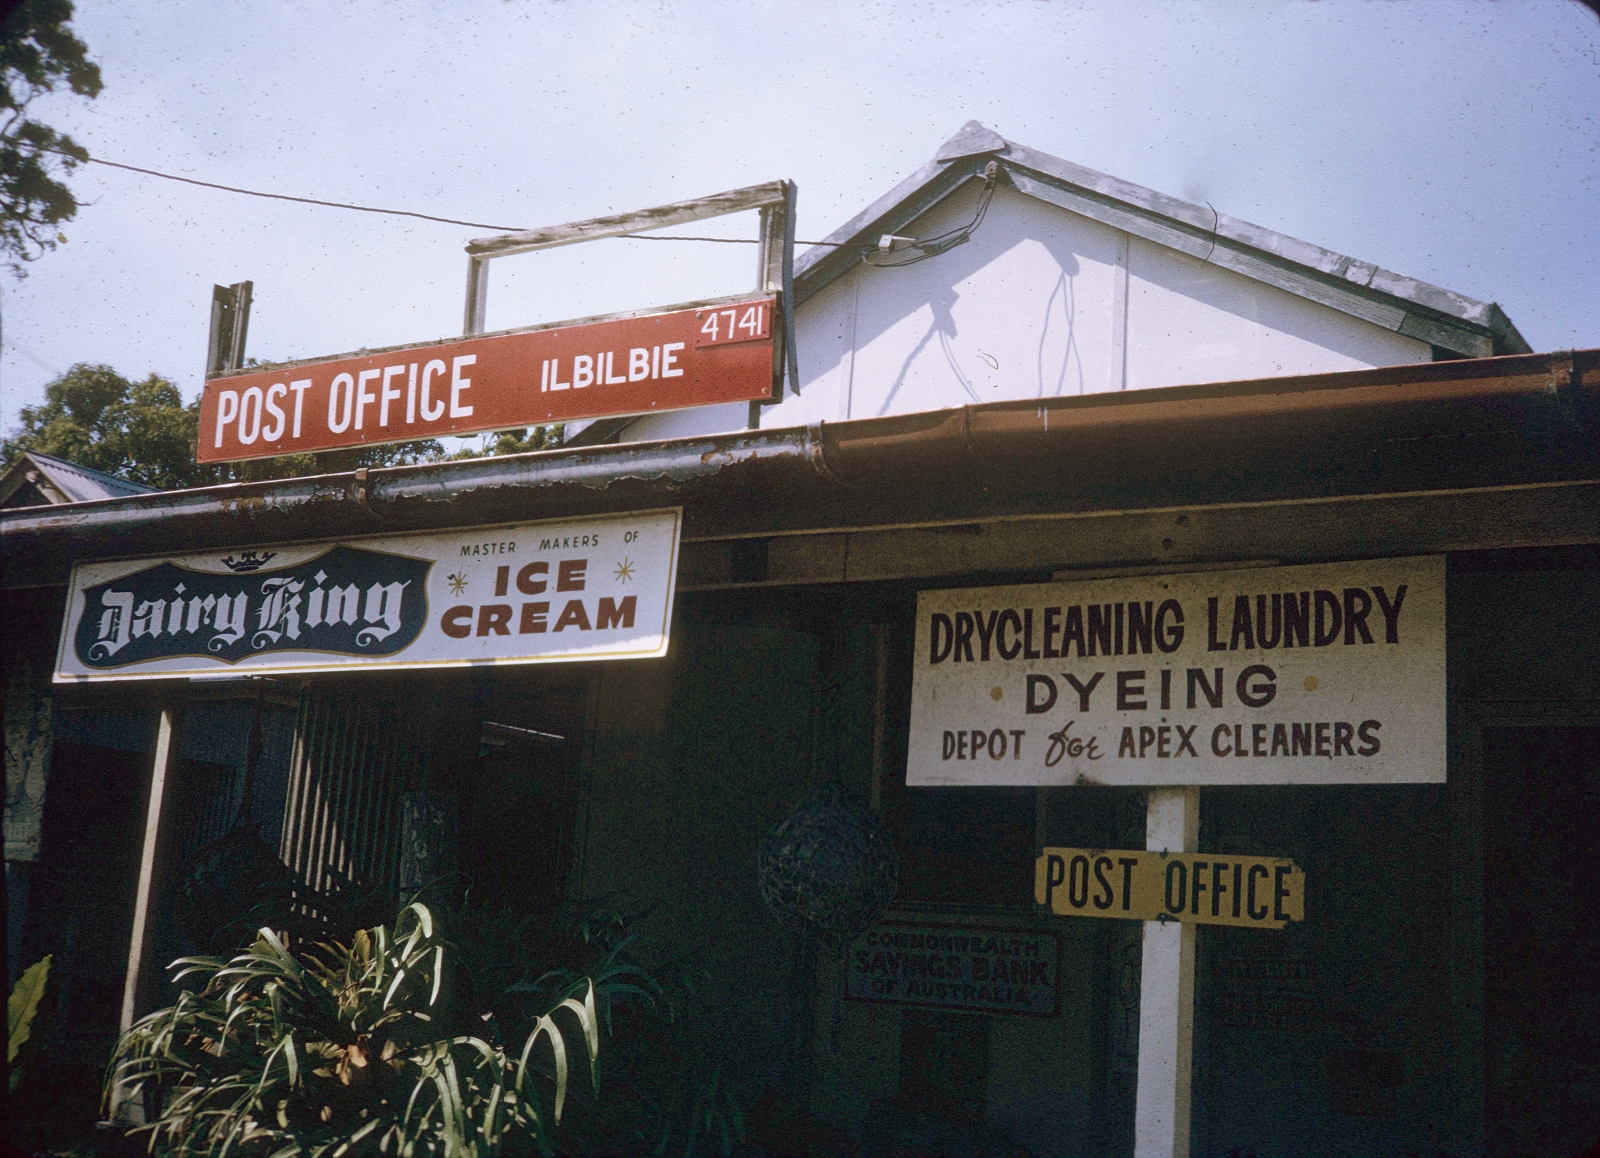 4741
POST OFFICE ILBILBIE
Dairy King
MASTER MAKERS OF
ICE
CREAM
DRYCLEANING LAUNDRY
DYEING
DEPOT for APEX CLEANERS
POST OFFICE
COMMONWEALTH
SAVINGS BANK
OF AUSTRALIA